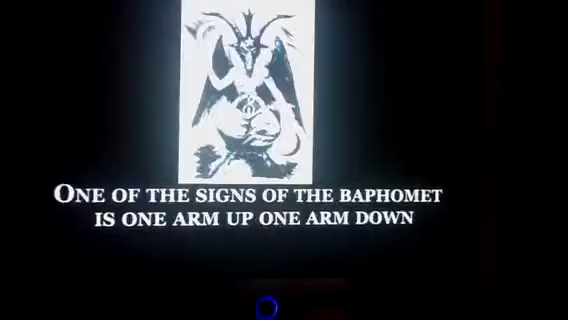 ONE OF THE SIGNS OF THE BAPHOMET
IS ONE ARM UP ONE ARM DOWN